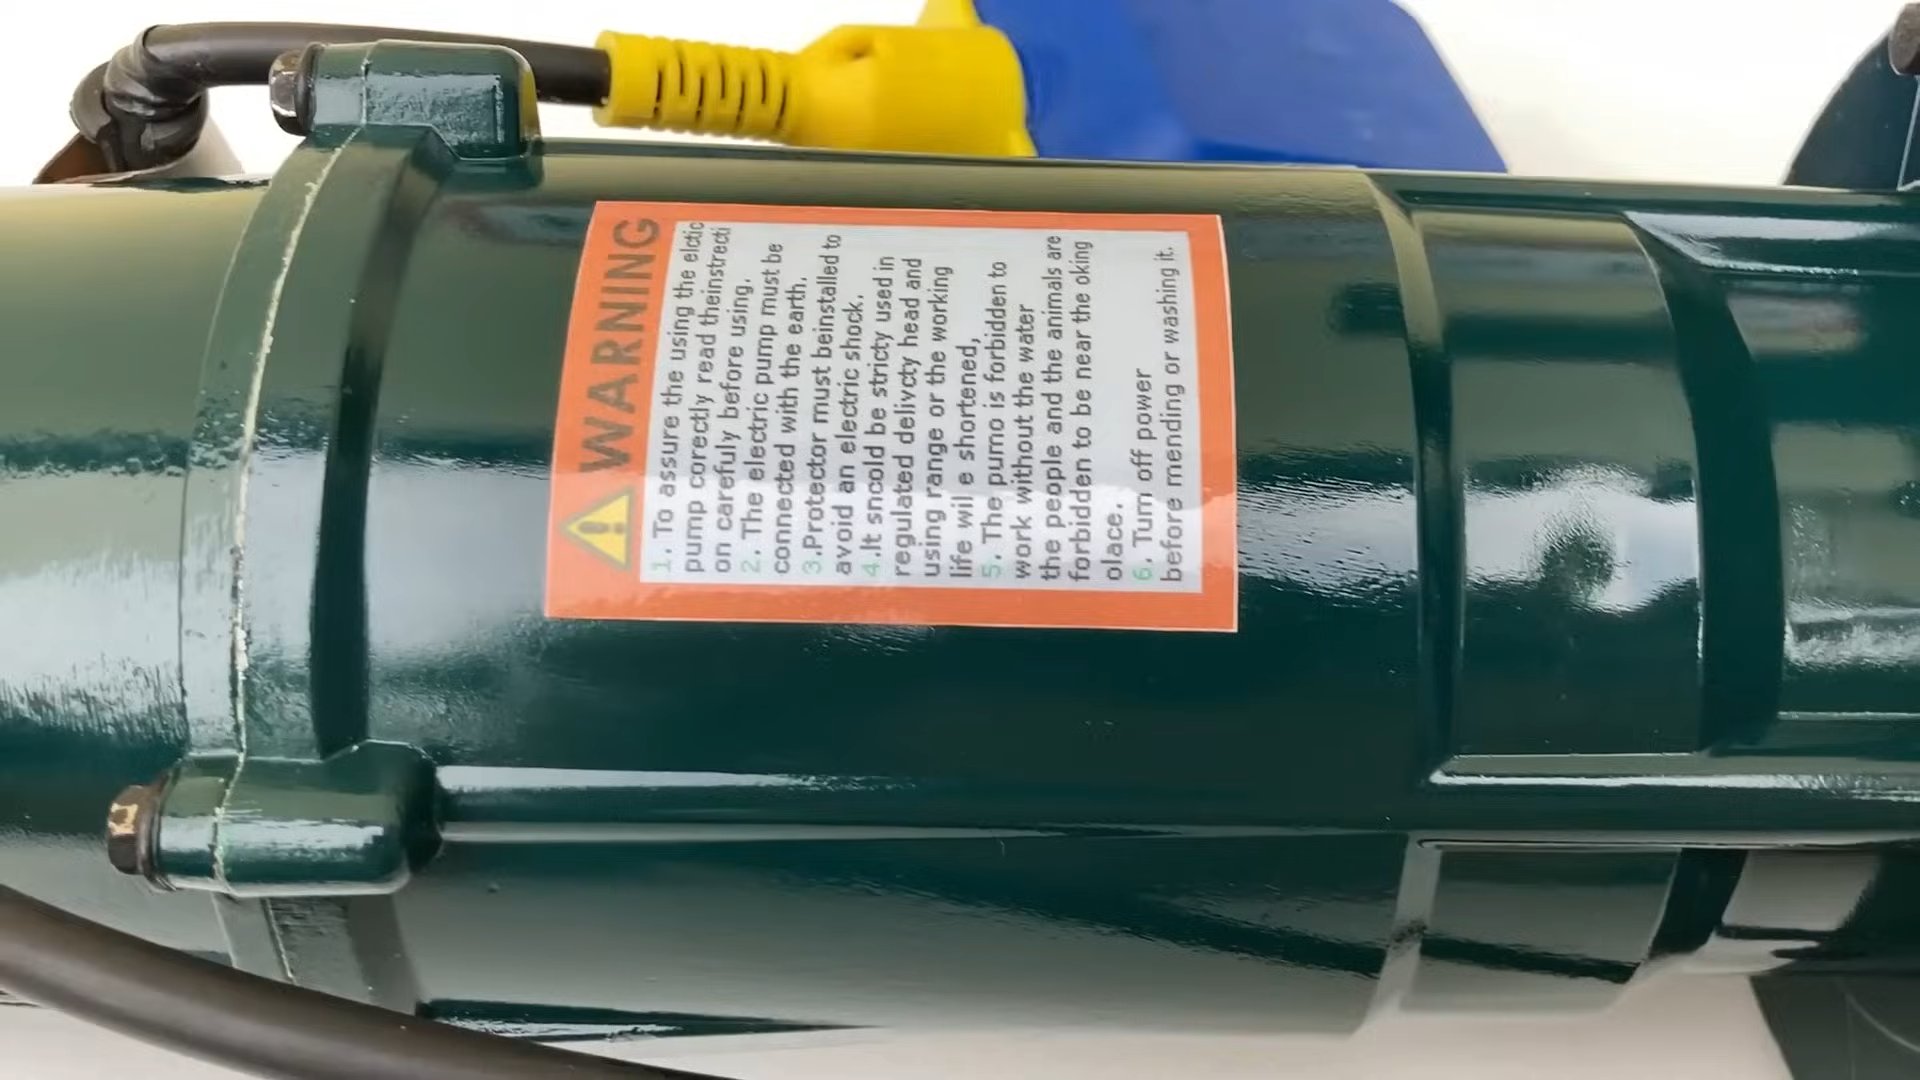 WARNING
1. To assure the using the elctic
pump corectly read theinstrecti
on carefuly before using.
2. The electric pump must be
connected with the earth.
3.Protector must beinstalled to
avoid an electric shock.
4.It sncold be stricty used in
regulated delivcty head and
using range or the working
life wil e shortened,
5. The pumo is forbidden to
work without the water
the people and the animals are
forbidden to be near the oking
olace.
6. Turn off power
before mending or washing it.